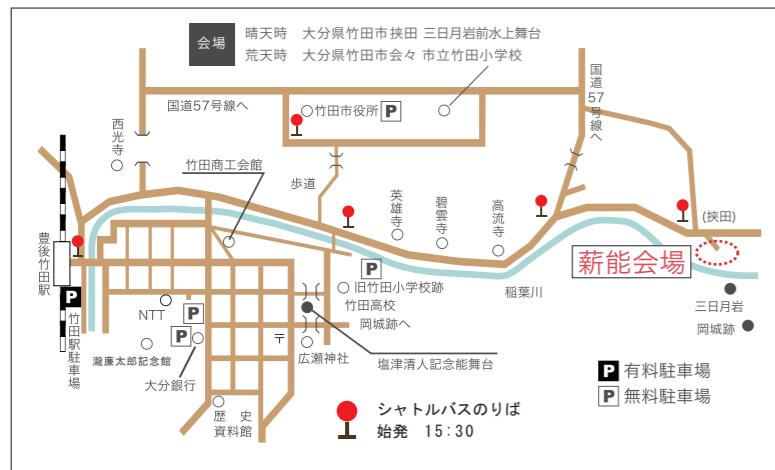 会場
晴天時 大分県竹田市挟田 三日月岩前水上舞台
荒天時 大分県竹田市会々 市立竹田小学校
国道57号線へ
国道57号線へ
竹田市役所 P
西光寺
竹田商工会館
歩道
英雄寺
碧雲寺
高流寺
(挟田)
薪能会場
豊後竹田駅
P
竹田駅駐車場
P
旧竹田小学校跡
竹田高校
岡城跡へ
稲葉川
三日月岩
岡城跡
NTT
P
P
瀧廉太郎記念館
大分銀行
〒
広瀬神社
塩津清人記念能舞台
歴史
資料館
P 有料駐車場
P 無料駐車場
シャトルバスのりば
始発 15:30